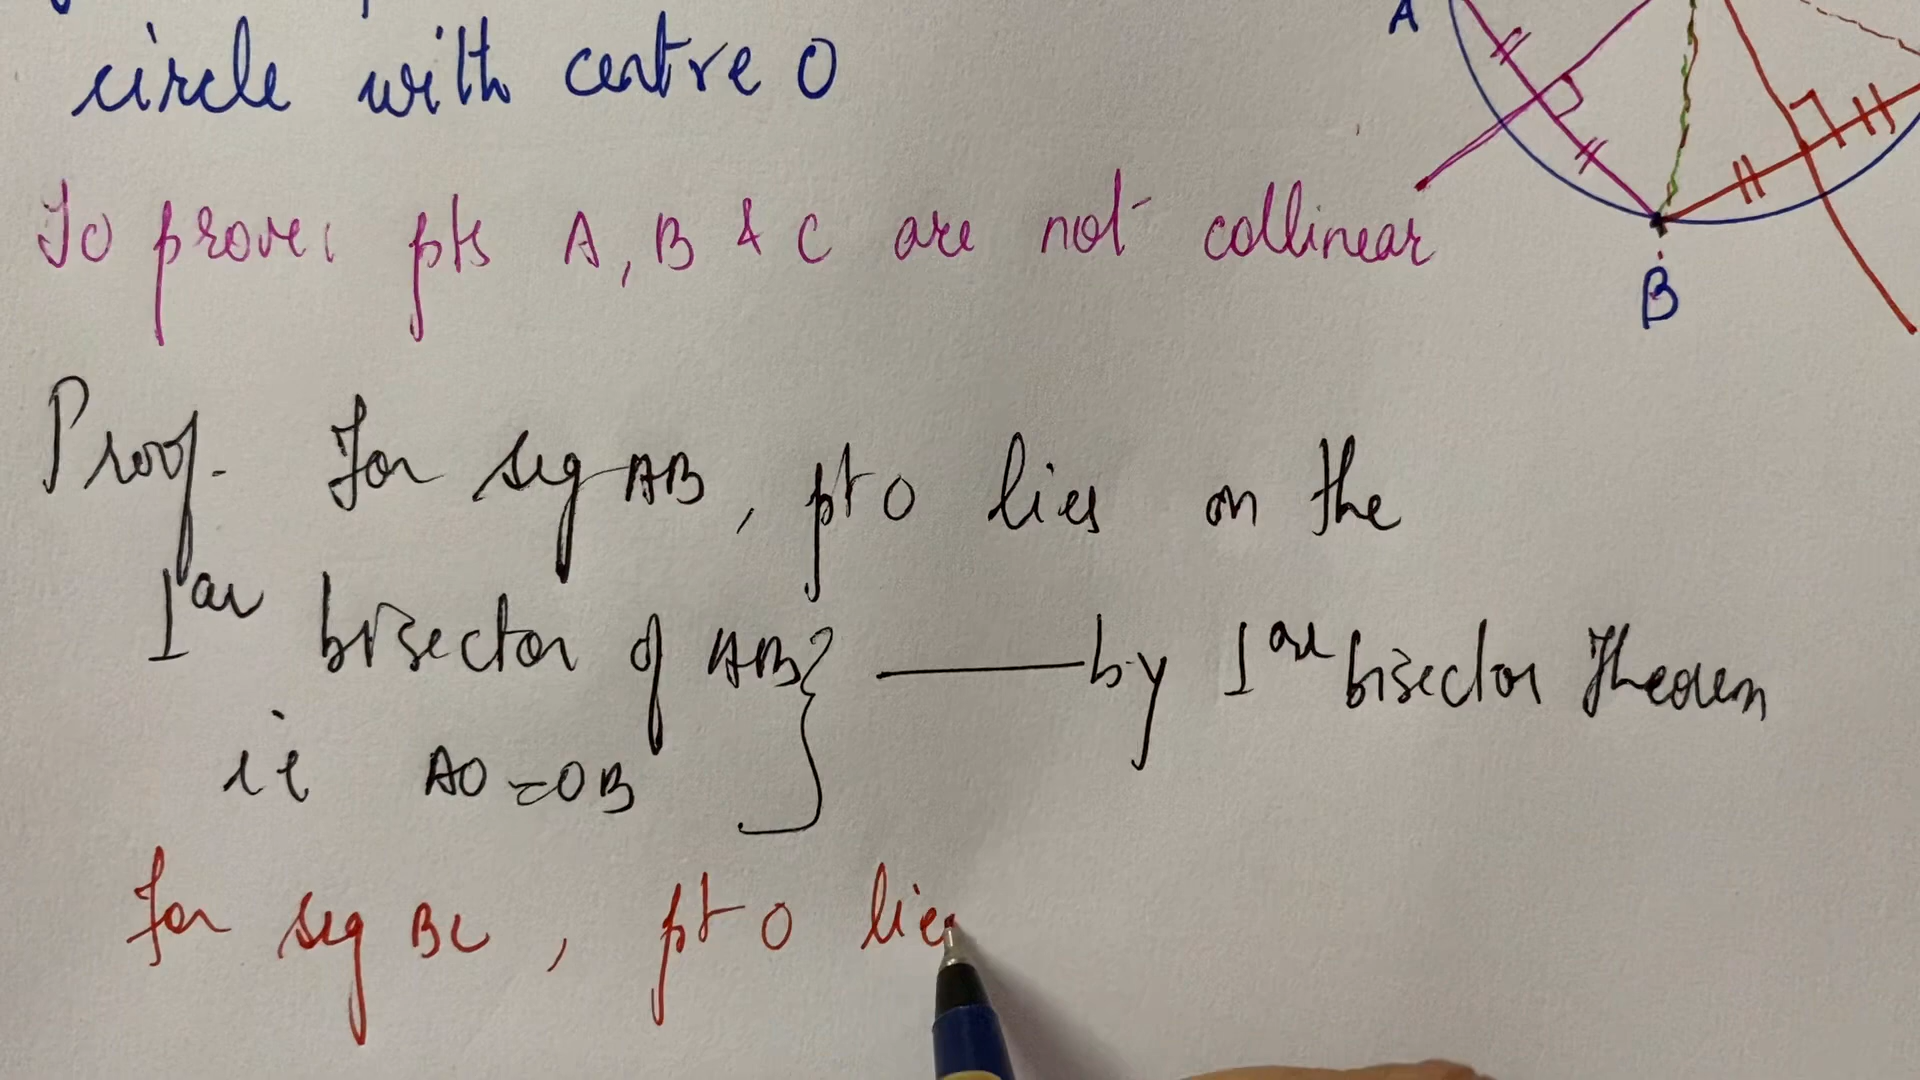 circle with centre O
A
To prove: pts A, B & C are not collinear
B
Proof. For seg AB, pt O lies on the
⊥ar bisector of AB} ——— by ⊥ar bisector Theorem
ie AO = OB
For seg BC, pt O lies